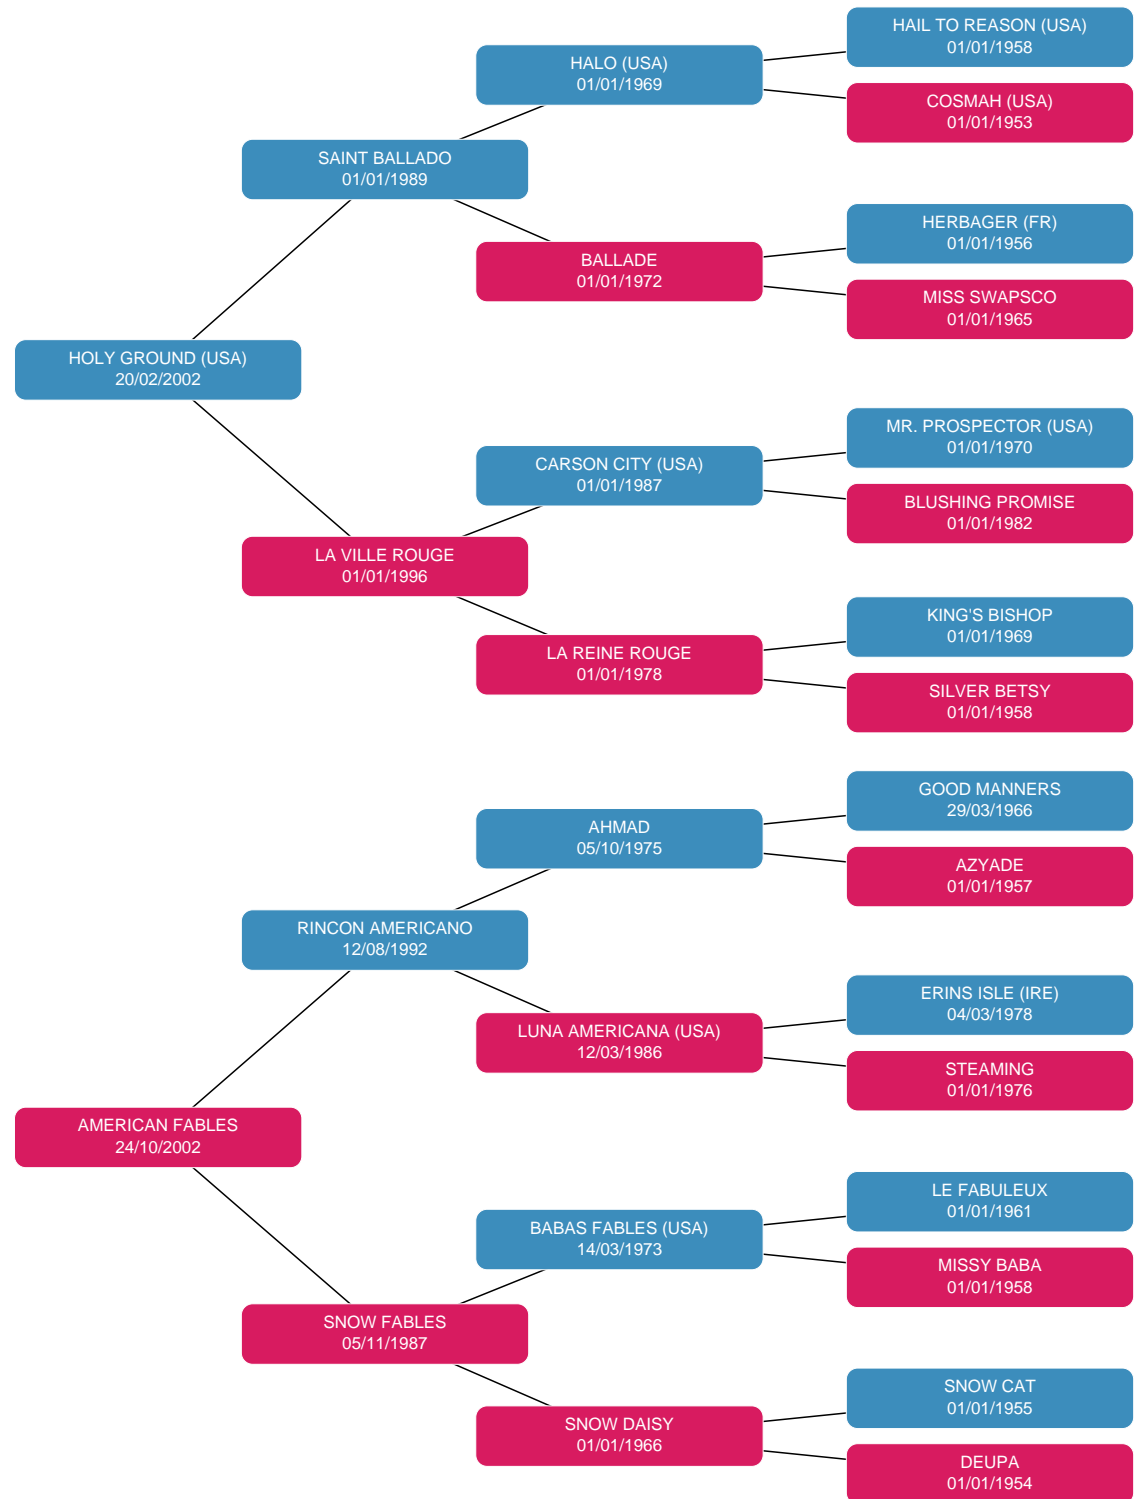 HAIL TO REASON (USA)
01/01/1958
HALO (USA)
01/01/1969
COSMAH (USA)
01/01/1953
SAINT BALLADO
01/01/1989
HERBAGER (FR)
01/01/1956
BALLADE
01/01/1972
MISS SWAPSCO
01/01/1965
HOLY GROUND (USA)
20/02/2002
MR. PROSPECTOR (USA)
01/01/1970
CARSON CITY (USA)
01/01/1987
BLUSHING PROMISE
01/01/1982
LA VILLE ROUGE
01/01/1996
KING'S BISHOP
01/01/1969
LA REINE ROUGE
01/01/1978
SILVER BETSY
01/01/1958
GOOD MANNERS
29/03/1966
AHMAD
05/10/1975
AZYADE
01/01/1957
RINCON AMERICANO
12/08/1992
ERINS ISLE (IRE)
04/03/1978
LUNA AMERICANA (USA)
12/03/1986
STEAMING
01/01/1976
AMERICAN FABLES
24/10/2002
LE FABULEUX
01/01/1961
BABAS FABLES (USA)
14/03/1973
MISSY BABA
01/01/1958
SNOW FABLES
05/11/1987
SNOW CAT
01/01/1955
SNOW DAISY
01/01/1966
DEUPA
01/01/1954